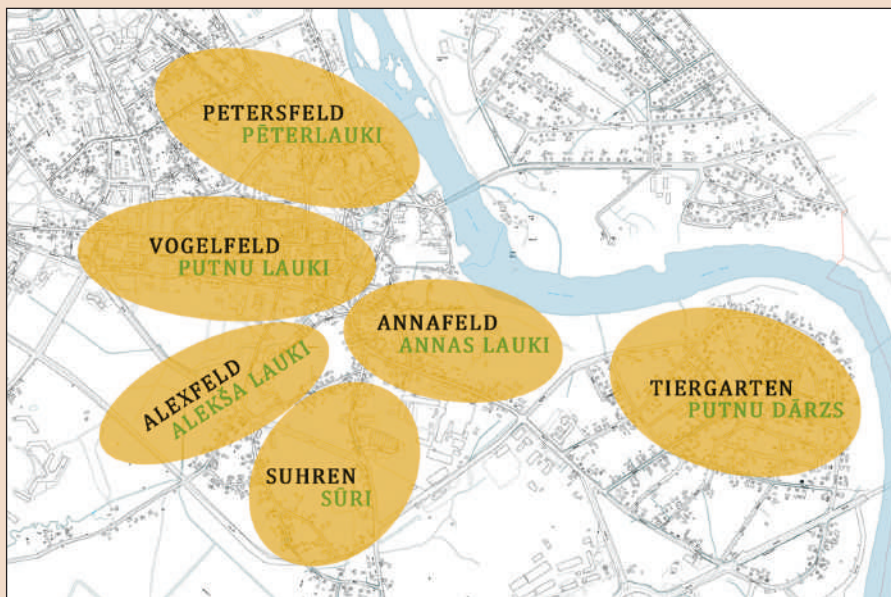 PETERSFELD
PĒTERLAUKI
VOGELFELD
PUTNU LAUKI
ANNAFELD
ANNAS LAUKI
ALEXFELD
ALEKŠA LAUKI
TIERGARTEN
PUTNU DĀRZS
SUHREN
SŪRI